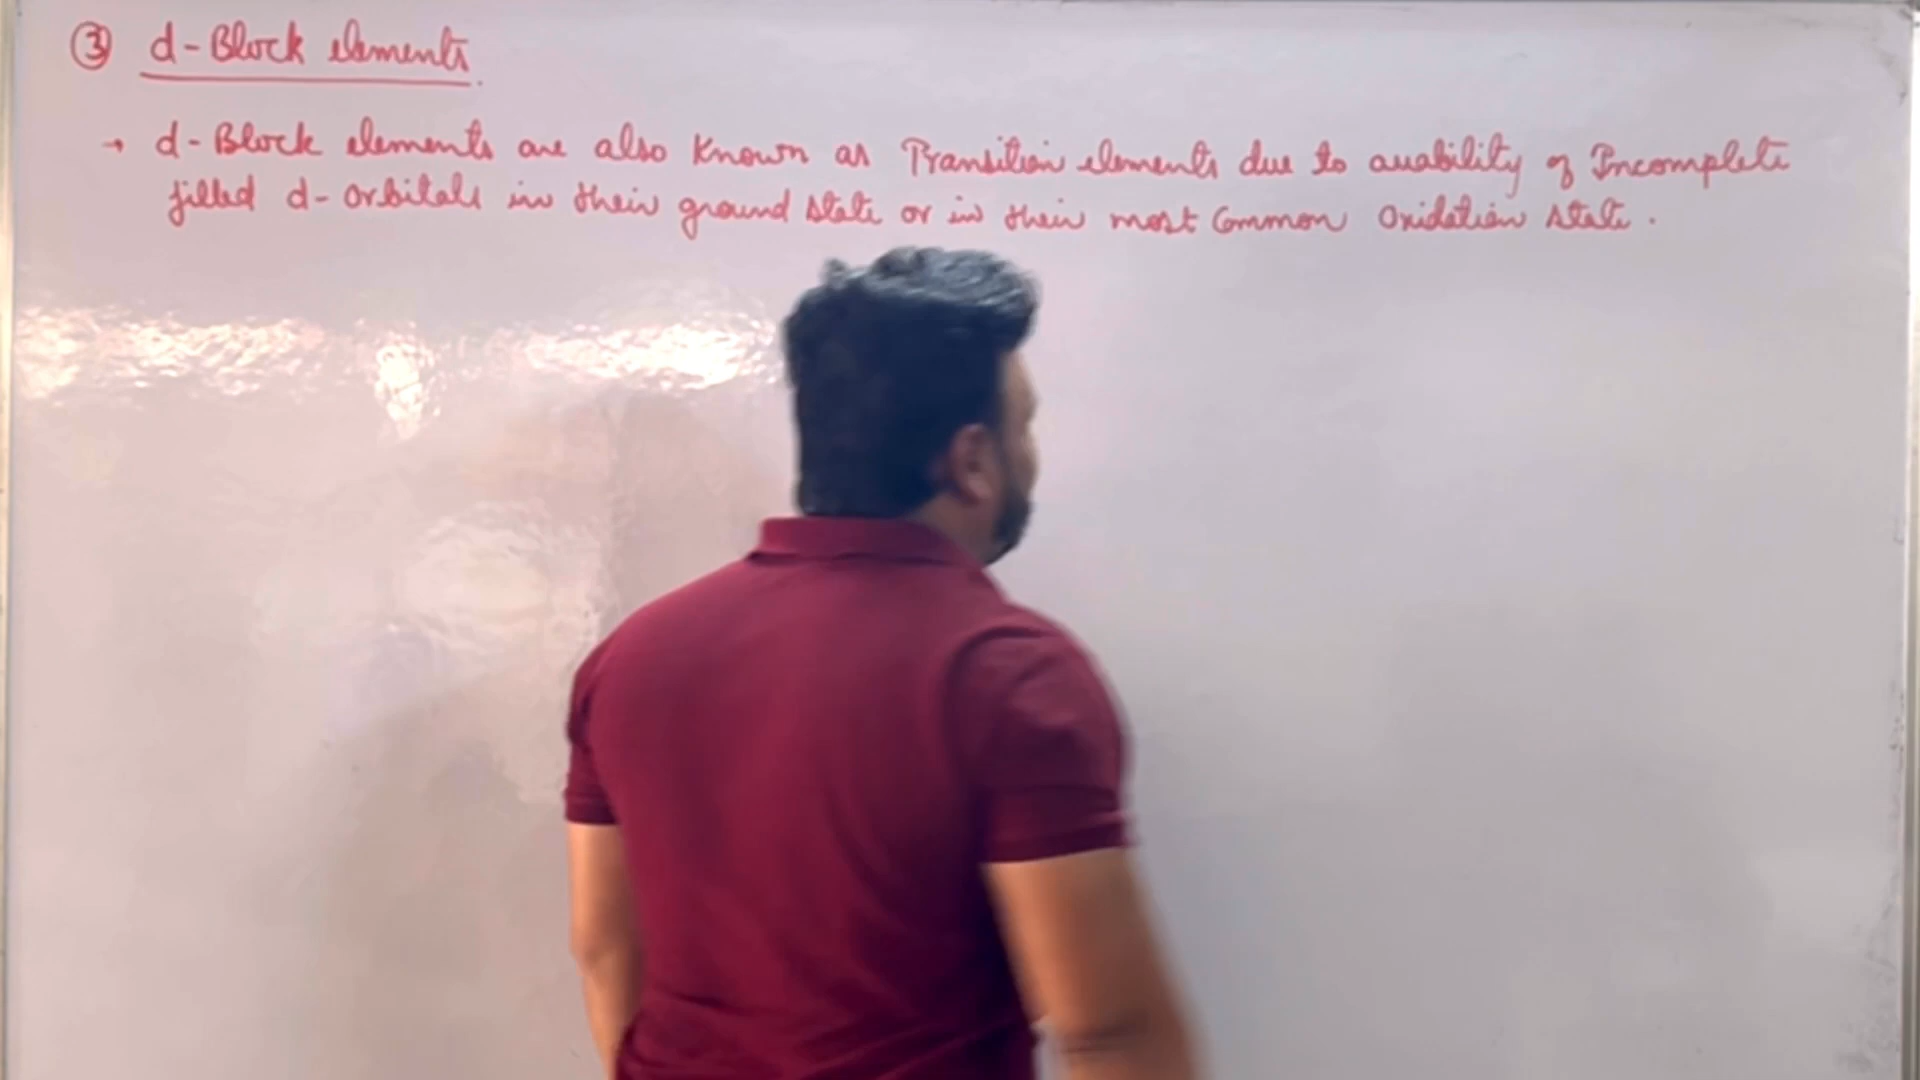 ③ d-Block elements
→ d-Block elements are also known as Transition elements due to avability of Incomplete
filled d-orbitals in their ground state or in their most Common Oxidation state.